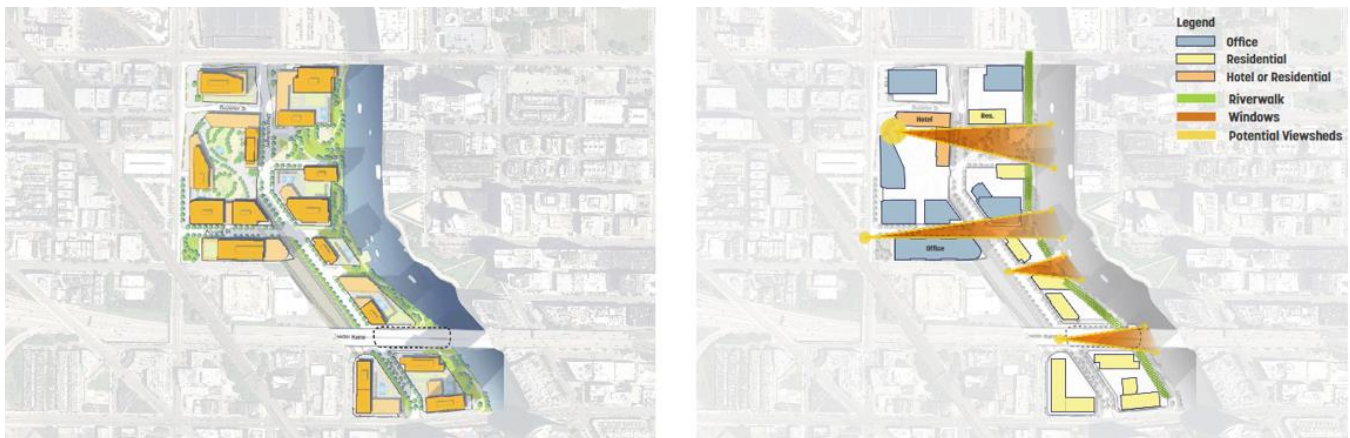 Legend
Office
Residential
Hotel or Residential
Riverwalk
Windows
Potential Viewsheds
Hotel
Res.
Office